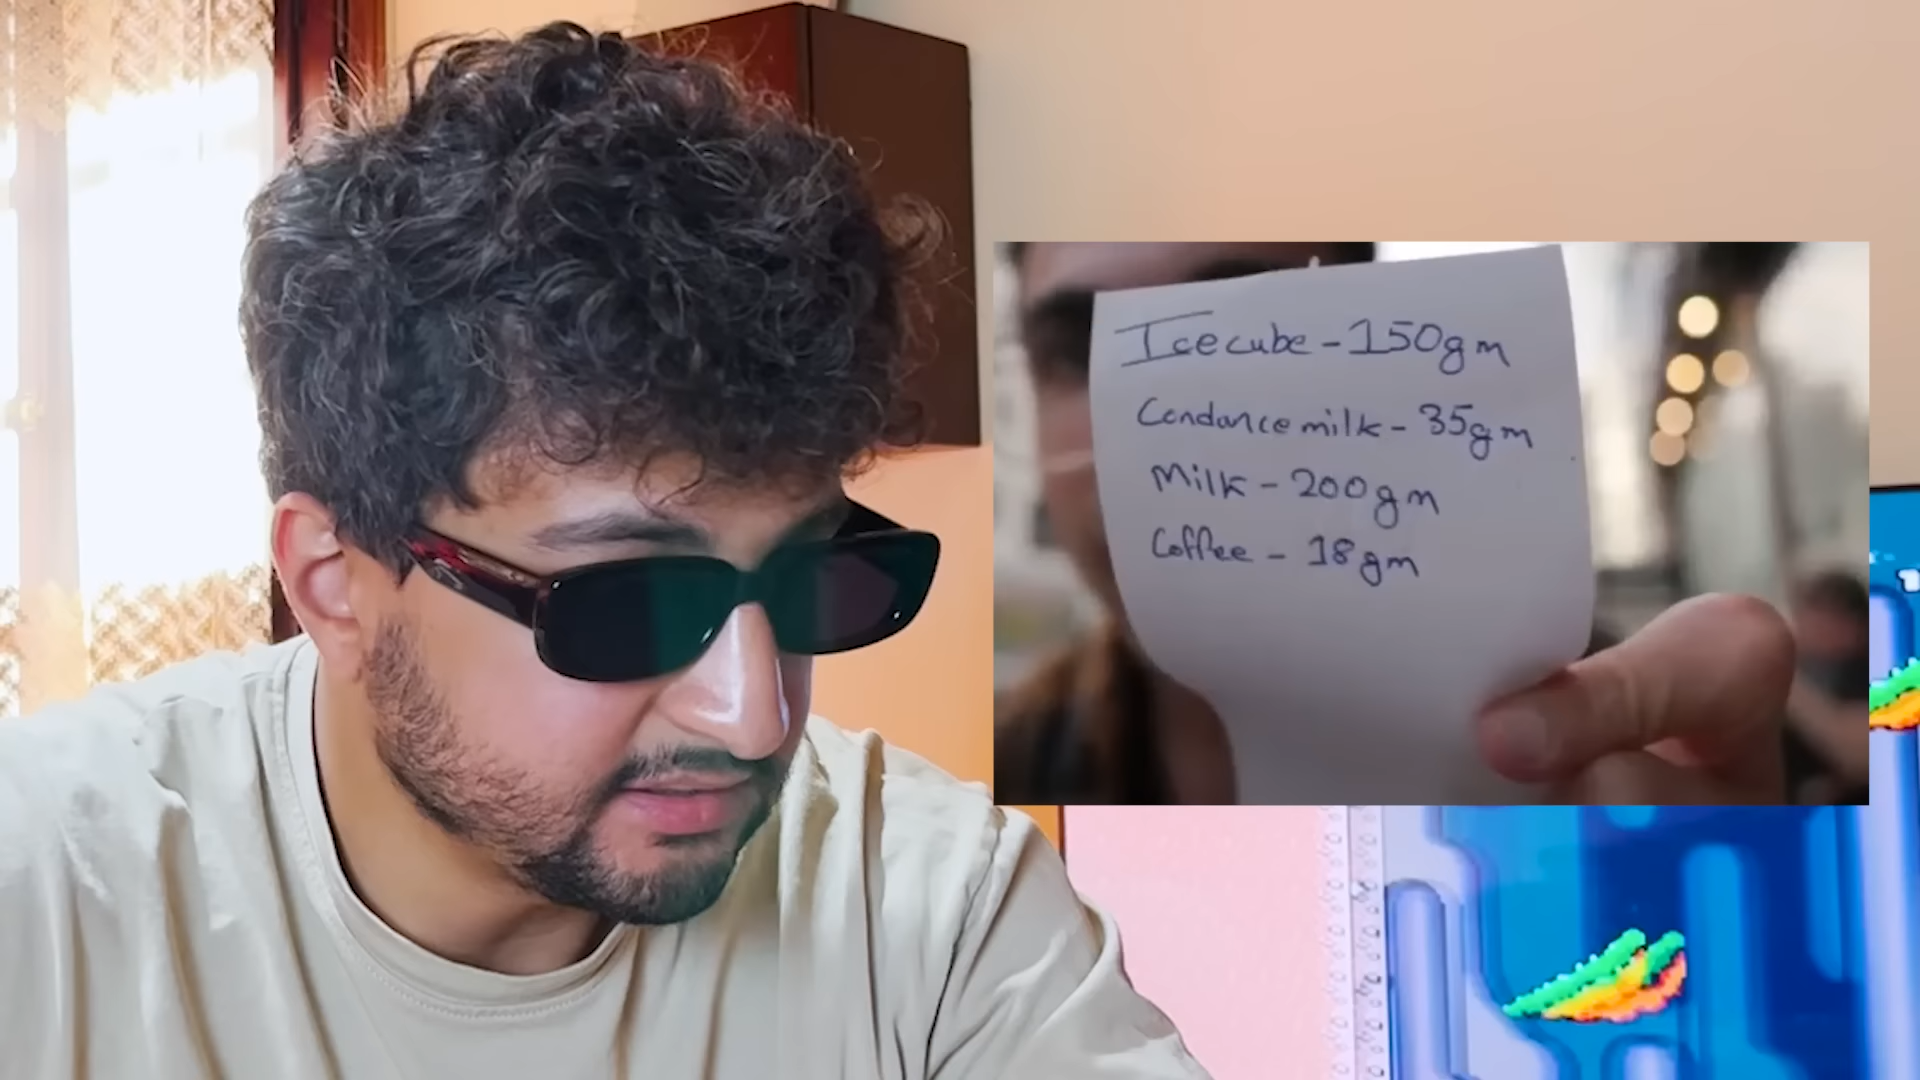 Icecube - 150gm
Condance milk - 35gm
Milk - 200gm
Coffee - 18gm